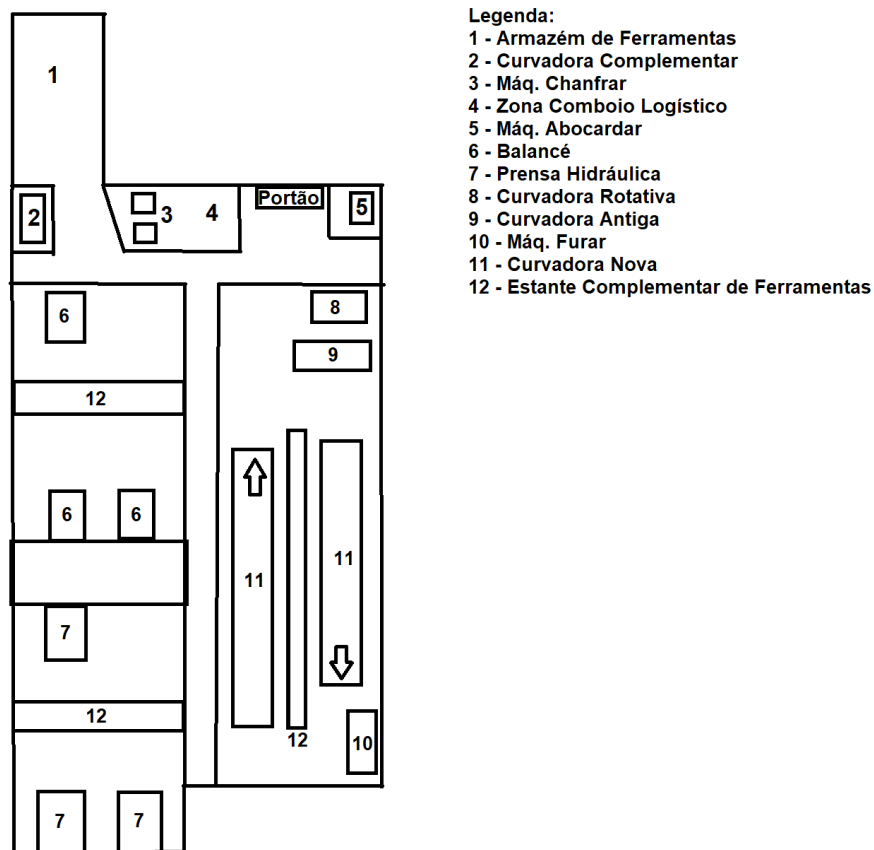 Legenda:
1 - Armazém de Ferramentas
2 - Curvadora Complementar
3 - Máq. Chanfrar
4 - Zona Comboio Logístico
5 - Máq. Abocardar
6 - Balancé
7 - Prensa Hidráulica
8 - Curvadora Rotativa
9 - Curvadora Antiga
10 - Máq. Furar
11 - Curvadora Nova
12 - Estante Complementar de Ferramentas
1
2
3
4
Portão
5
6
8
9
12
6
6
11
11
7
12
12
10
7
7